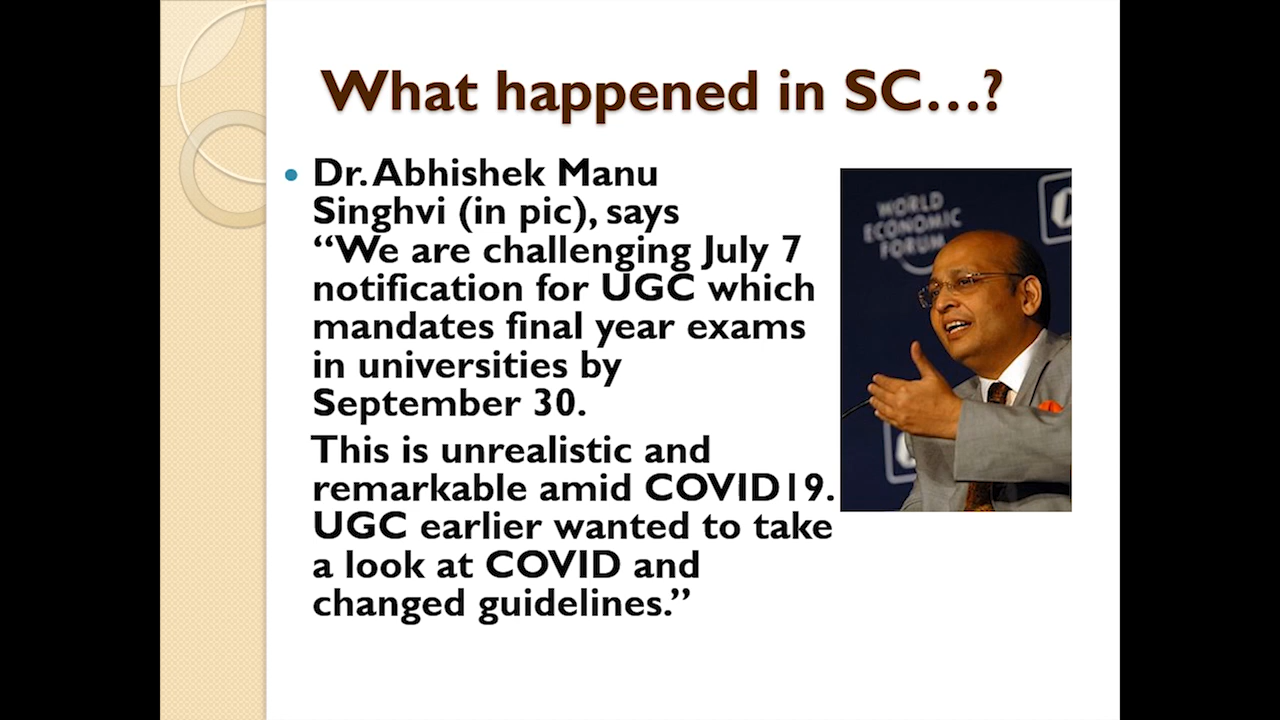 What happened in SC…?
• Dr. Abhishek Manu
Singhvi (in pic), says
“We are challenging July 7
notification for UGC which
mandates final year exams
in universities by
September 30.
This is unrealistic and
remarkable amid COVID19.
UGC earlier wanted to take
a look at COVID and
changed guidelines.”
WORLD
ECONOMIC
FORUM